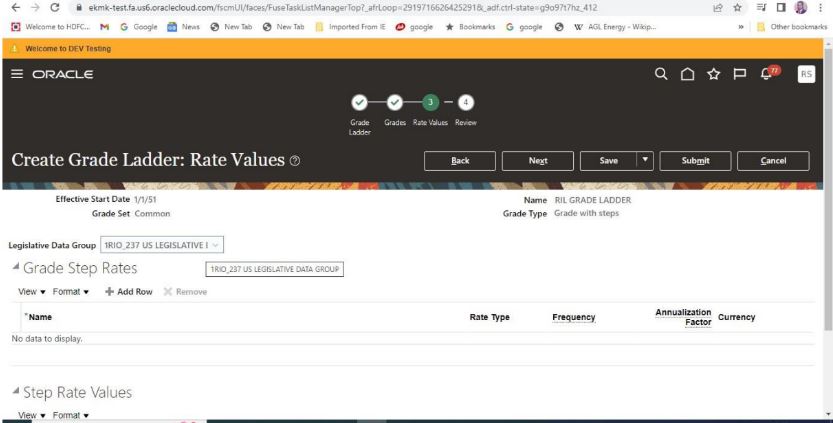 ekmk-test.fa.us6.oraclecloud.com/fscmUI/faces/FuseTaskListManagerTop?_afrLoop=29197166264252918&_adf.ctrl-state=g9o97t7hz_412
Welcome to HDFC... G Google News New Tab New Tab Imported From IE google Bookmarks G google W AGL Energy - Wikip... » Other bookmarks
Welcome to DEV Testing
ORACLE 77 RS
3 4
Grade Ladder Grades Rate Values Review
Create Grade Ladder: Rate Values Back Next Save Submit Cancel
Effective Start Date 1/1/51 Name RIL GRADE LADDER
Grade Set Common Grade Type Grade with steps
Legislative Data Group 1RIO_237 US LEGISLATIVE I
Grade Step Rates 1RIO_237 US LEGISLATIVE DATA GROUP
View Format Add Row Remove
*Name Rate Type Frequency Annualization Factor Currency
No data to display.
Step Rate Values
View Format